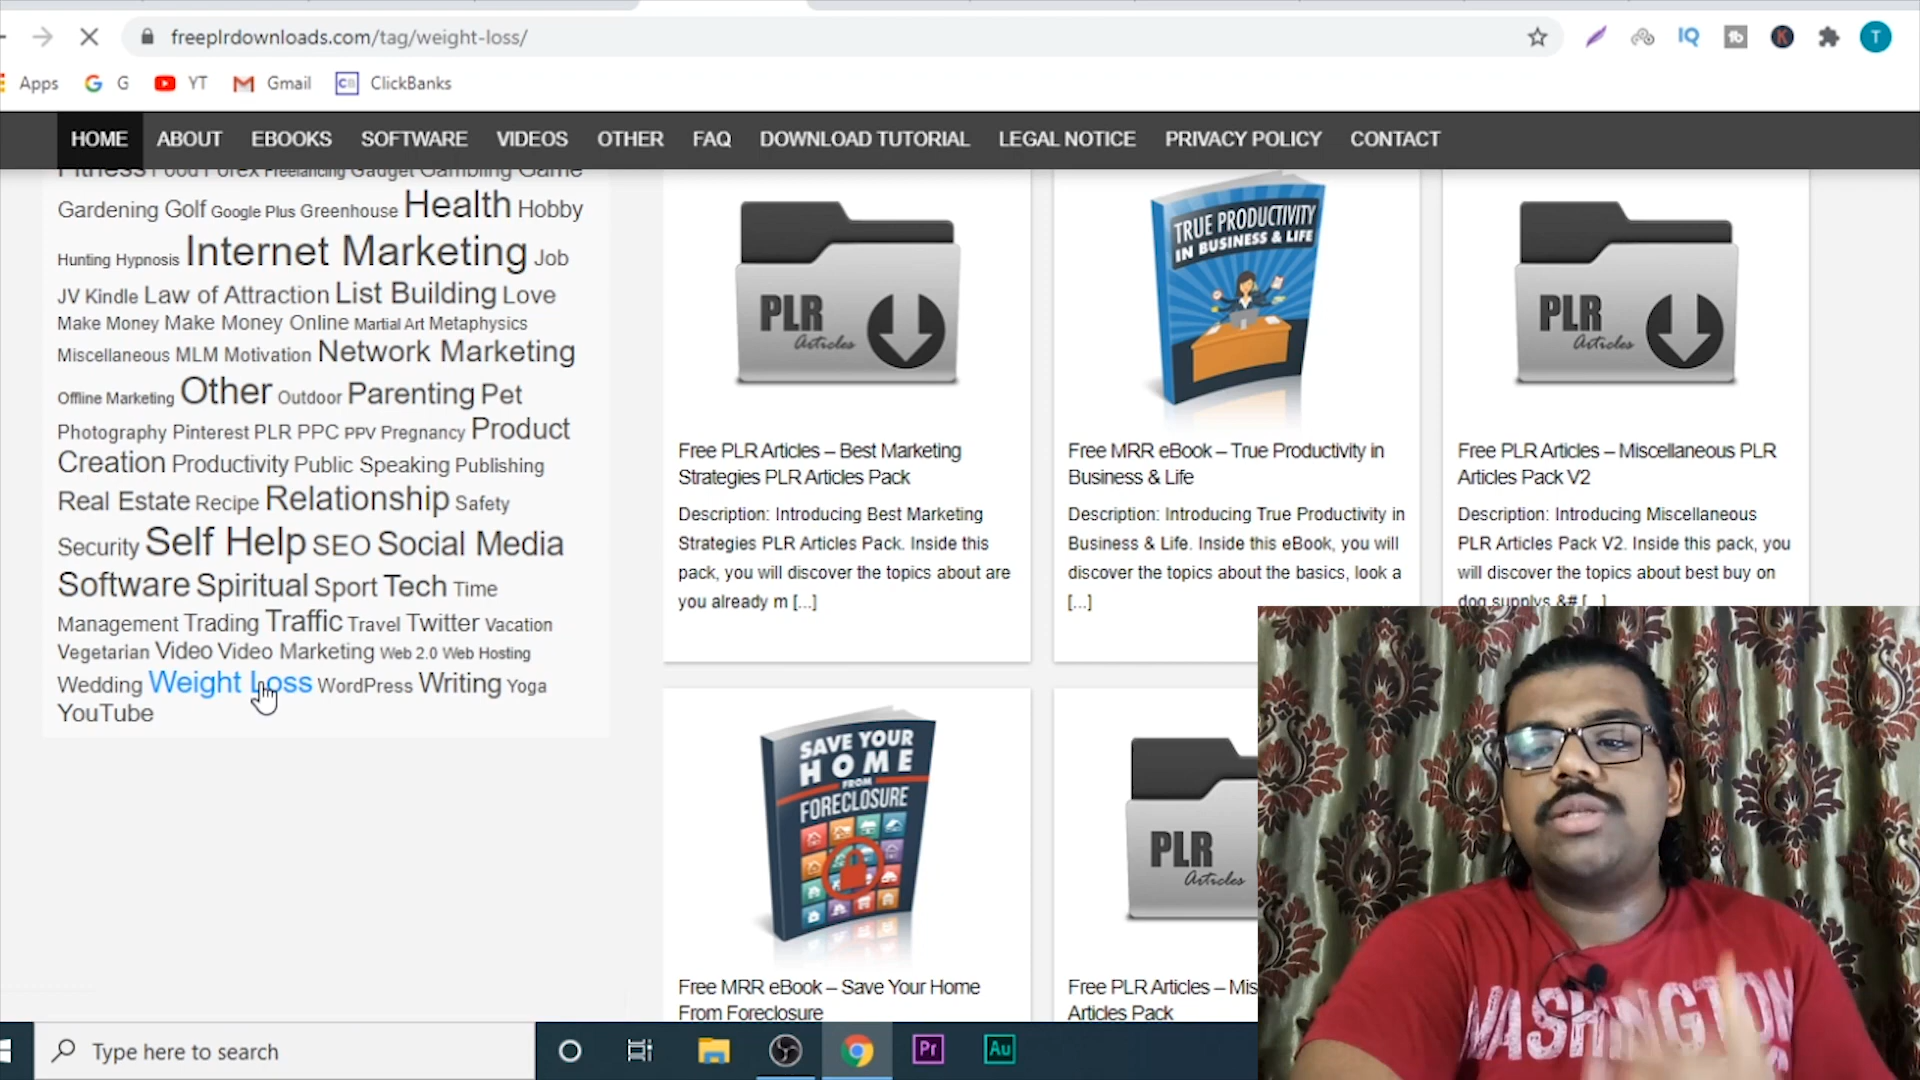 freeplrdownloads.com/tag/weight-loss/
IQ
tb
K
T
Apps G YT Gmail CB ClickBanks
HOME ABOUT EBOOKS SOFTWARE VIDEOS OTHER FAQ DOWNLOAD TUTORIAL LEGAL NOTICE PRIVACY POLICY CONTACT
Fitness Food Forex Freelancing Gadget Gambling Game
Gardening Golf Google Plus Greenhouse Health Hobby
Hunting Hypnosis Internet Marketing Job
JV Kindle Law of Attraction List Building Love
Make Money Make Money Online Martial Art Metaphysics
Miscellaneous MLM Motivation Network Marketing
Offline Marketing Other Outdoor Parenting Pet
Photography Pinterest PLR PPC PPV Pregnancy Product
Creation Productivity Public Speaking Publishing
Real Estate Recipe Relationship Safety
Security Self Help SEO Social Media
Software Spiritual Sport Tech Time
Management Trading Traffic Travel Twitter Vacation
Vegetarian Video Video Marketing Web 2.0 Web Hosting
Wedding Weight Loss WordPress Writing Yoga
YouTube
PLR
Articles
Free PLR Articles – Best Marketing
Strategies PLR Articles Pack
Description: Introducing Best Marketing
Strategies PLR Articles Pack. Inside this
pack, you will discover the topics about are
you already m [...]
TRUE PRODUCTIVITY
IN BUSINESS & LIFE
Free MRR eBook – True Productivity in
Business & Life
Description: Introducing True Productivity in
Business & Life. Inside this eBook, you will
discover the topics about the basics, look a
[...]
PLR
Articles
Free PLR Articles – Miscellaneous PLR
Articles Pack V2
Description: Introducing Miscellaneous
PLR Articles Pack V2. Inside this pack, you
will discover the topics about best buy on
dog supplys &# [...]
SAVE YOUR
HOME
FROM
FORECLOSURE
Free MRR eBook – Save Your Home
From Foreclosure
PLR
Articles
Free PLR Articles – Mis
Articles Pack
WASHINGTON
Type here to search
Pr
Au